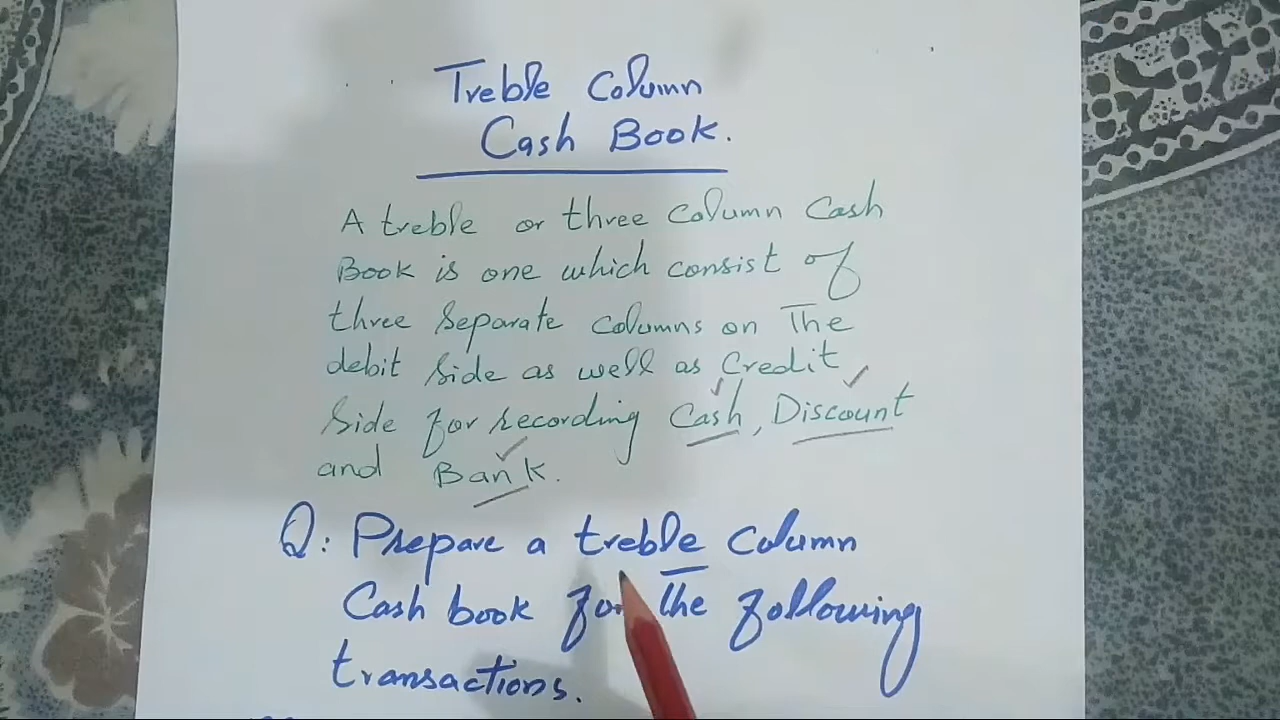 Treble Column
Cash Book.
A treble or three column Cash
Book is one which consist of
three separate columns on The
debit side as well as Credit
side for recording Cash, Discount
and Bank.
Q: Prepare a treble column
Cash book for the following
transactions.